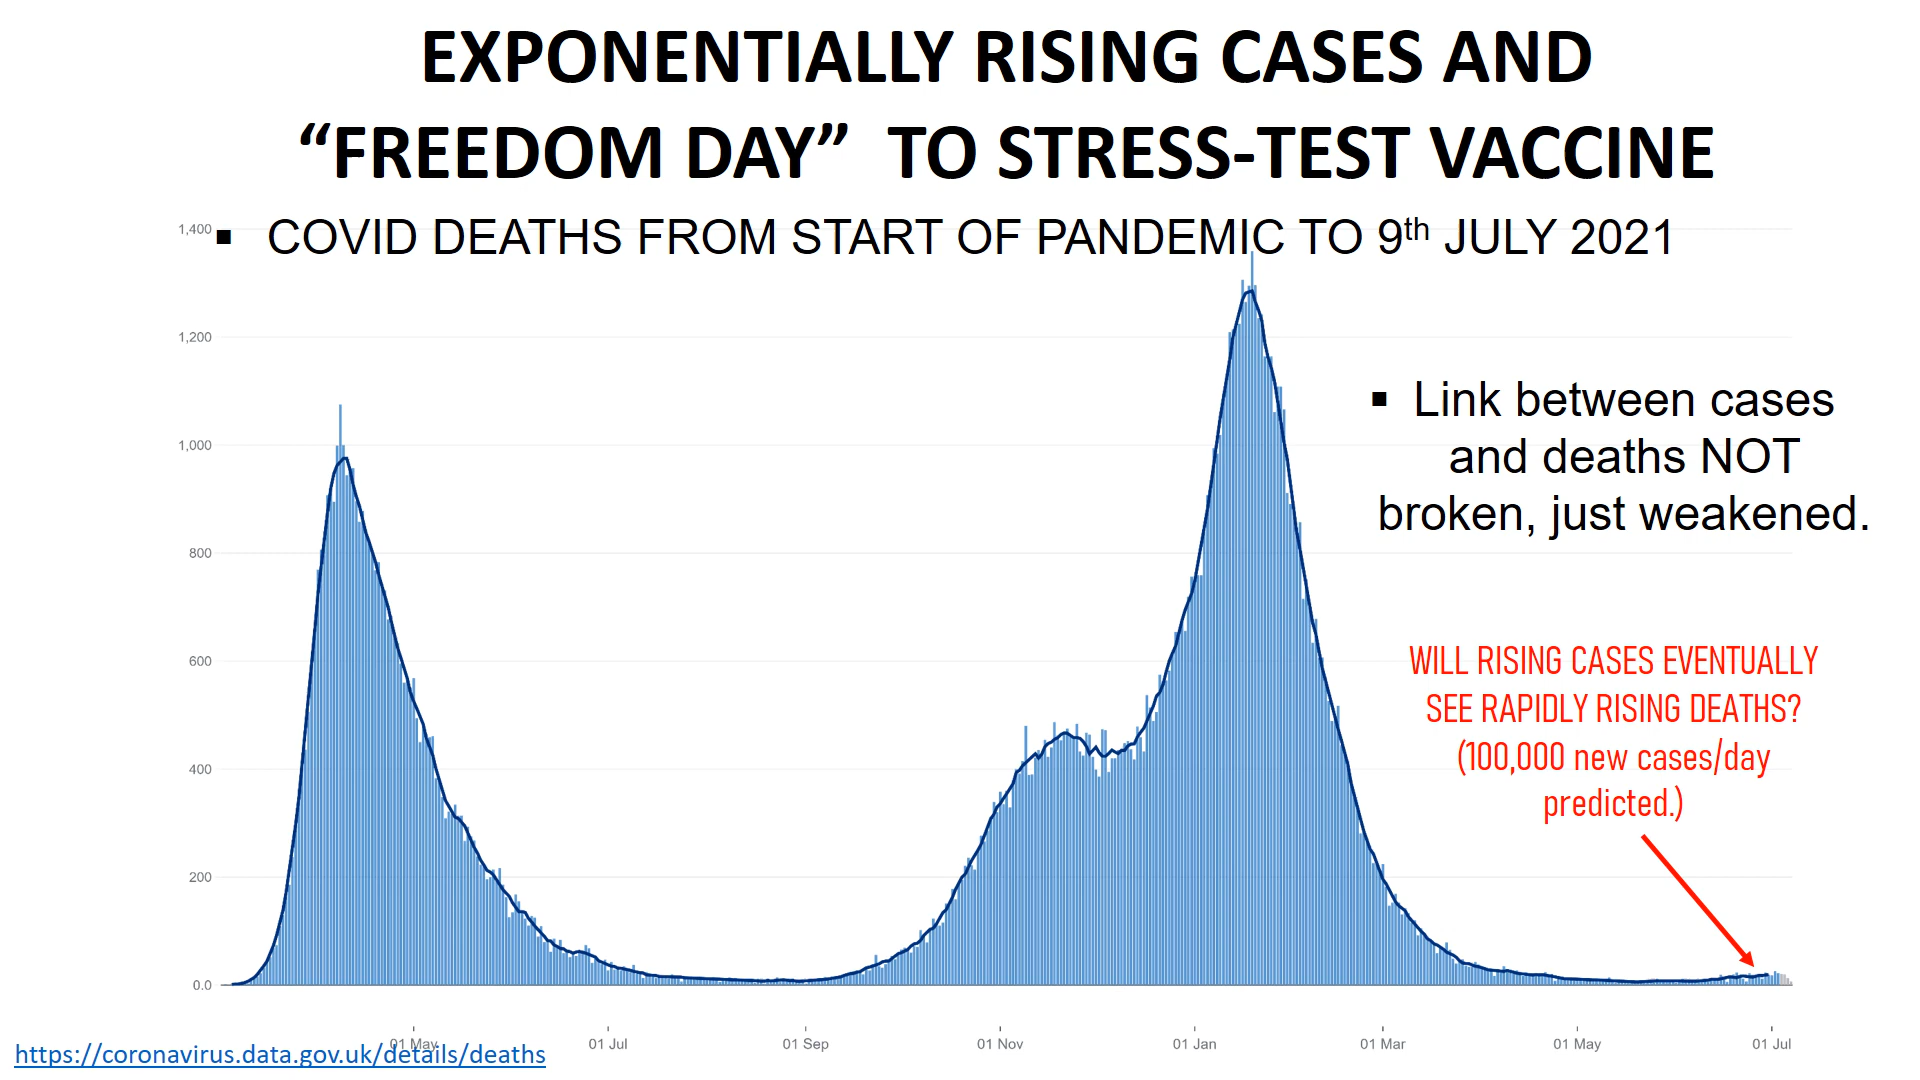 EXPONENTIALLY RISING CASES AND
“FREEDOM DAY” TO STRESS-TEST VACCINE
▪ COVID DEATHS FROM START OF PANDEMIC TO 9th JULY 2021
1,400
1,200
1,000
800
600
400
200
0.0
▪ Link between cases
and deaths NOT
broken, just weakened.
WILL RISING CASES EVENTUALLY
SEE RAPIDLY RISING DEATHS?
(100,000 new cases/day
predicted.)
01 May 01 Jul 01 Sep 01 Nov 01 Jan 01 Mar 01 May 01 Jul
https://coronavirus.data.gov.uk/details/deaths